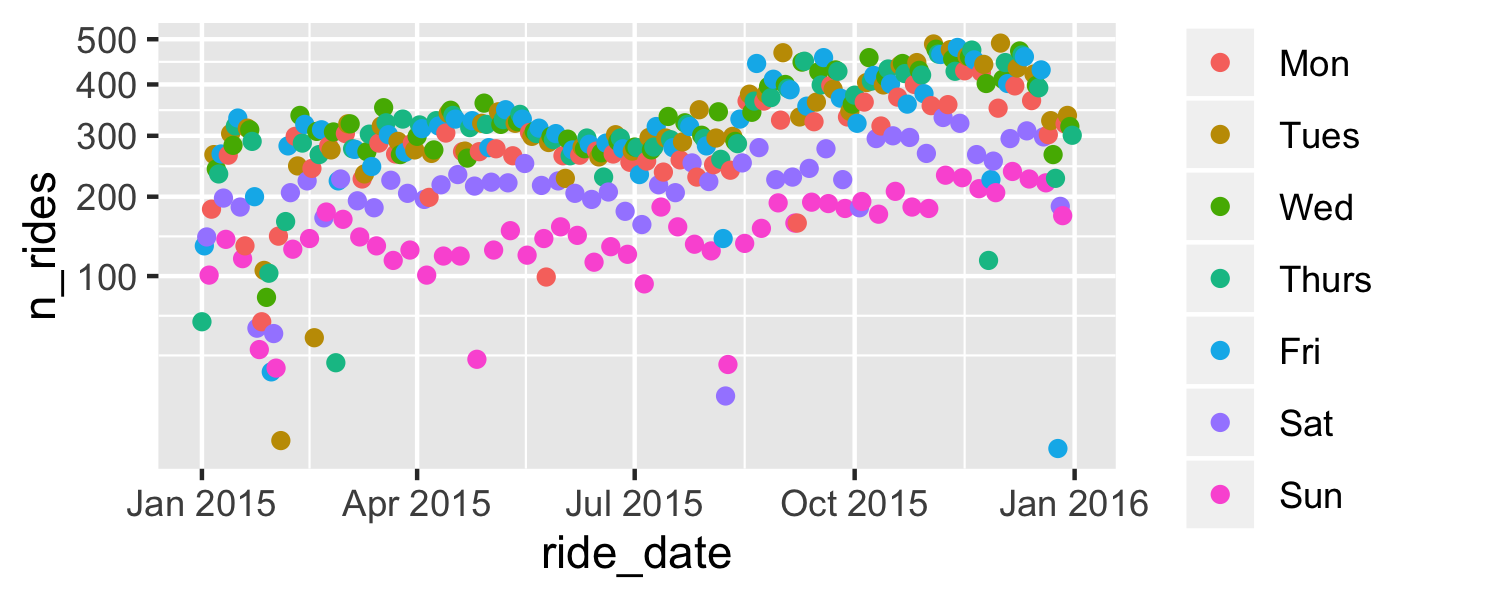 n_rides
500
400
300
200
100
Jan 2015
Apr 2015
Jul 2015
Oct 2015
Jan 2016
ride_date
Mon
Tues
Wed
Thurs
Fri
Sat
Sun